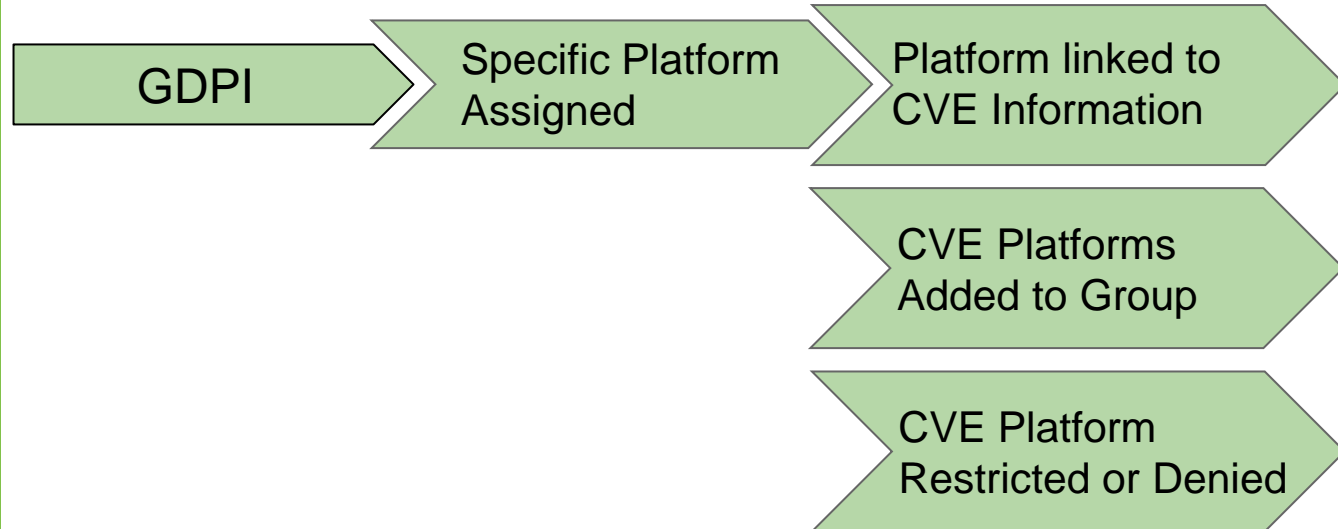 GDPI
Specific Platform
Assigned
Platform linked to
CVE Information
CVE Platforms
Added to Group
CVE Platform
Restricted or Denied